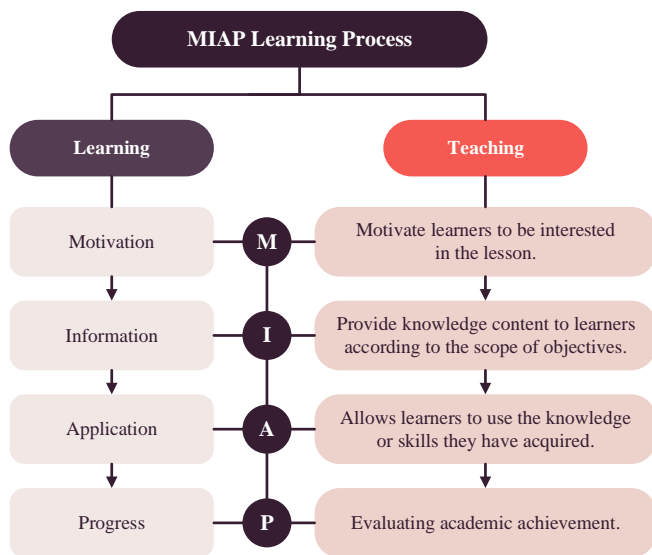 MIAP Learning Process
Learning
Teaching
Motivation
M
Motivate learners to be interested
in the lesson.
Information
I
Provide knowledge content to learners
according to the scope of objectives.
Application
A
Allows learners to use the knowledge
or skills they have acquired.
Progress
P
Evaluating academic achievement.